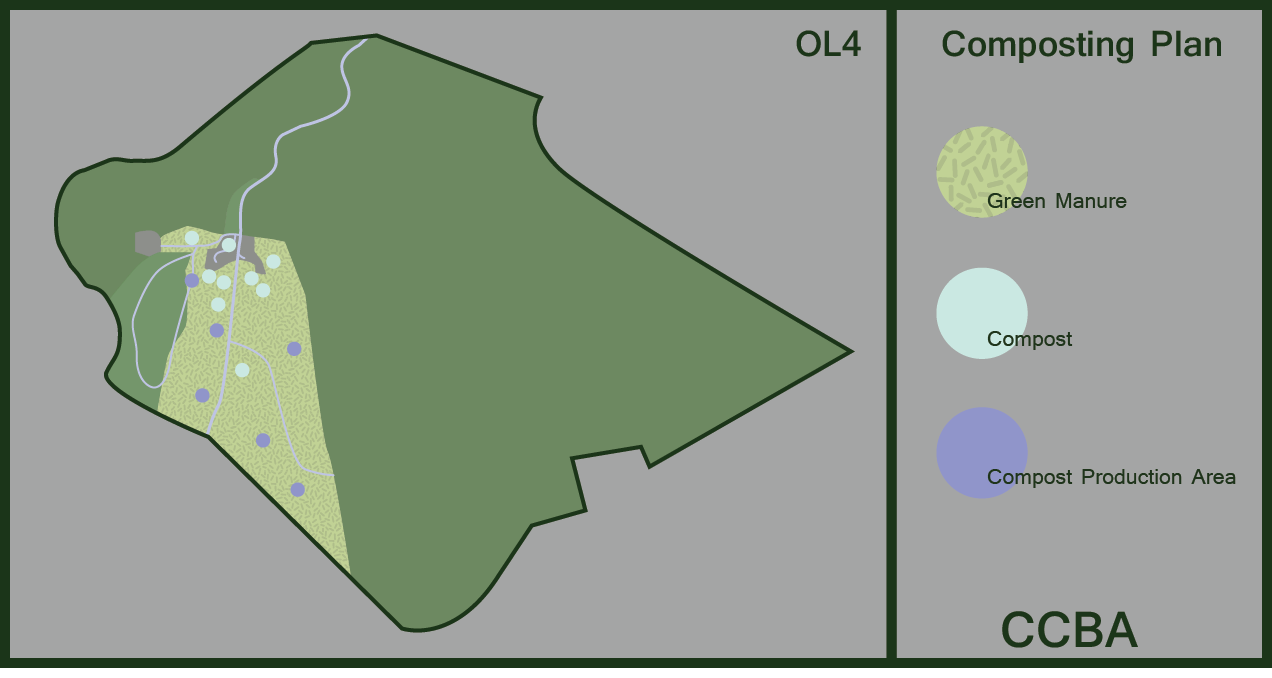 OL4
Composting Plan
Green Manure
Compost
Compost Production Area
CCBA